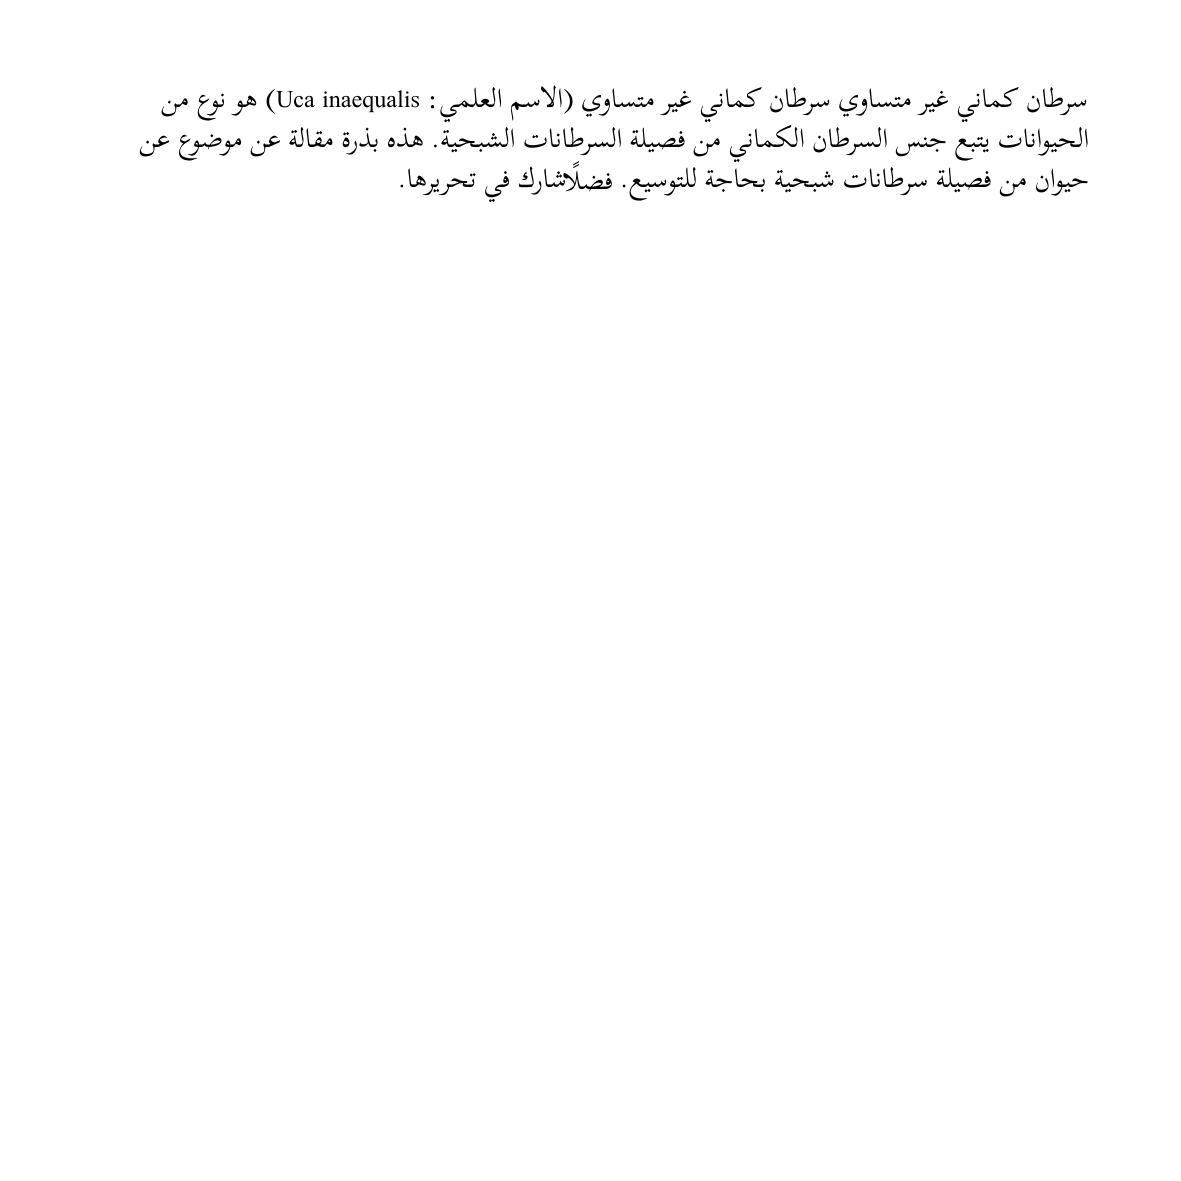 سرطان كماني غير متساوي سرطان كماني غير متساوي (الاسم العلمي: Uca inaequalis) هو نوع من
الحيوانات يتبع جنس السرطان الكماني من فصيلة السرطانات الشبحية. هذه بذرة مقالة عن موضوع عن
حيوان من فصيلة سرطانات شبحية بحاجة للتوسيع. فضلًاشارك في تحريرها.